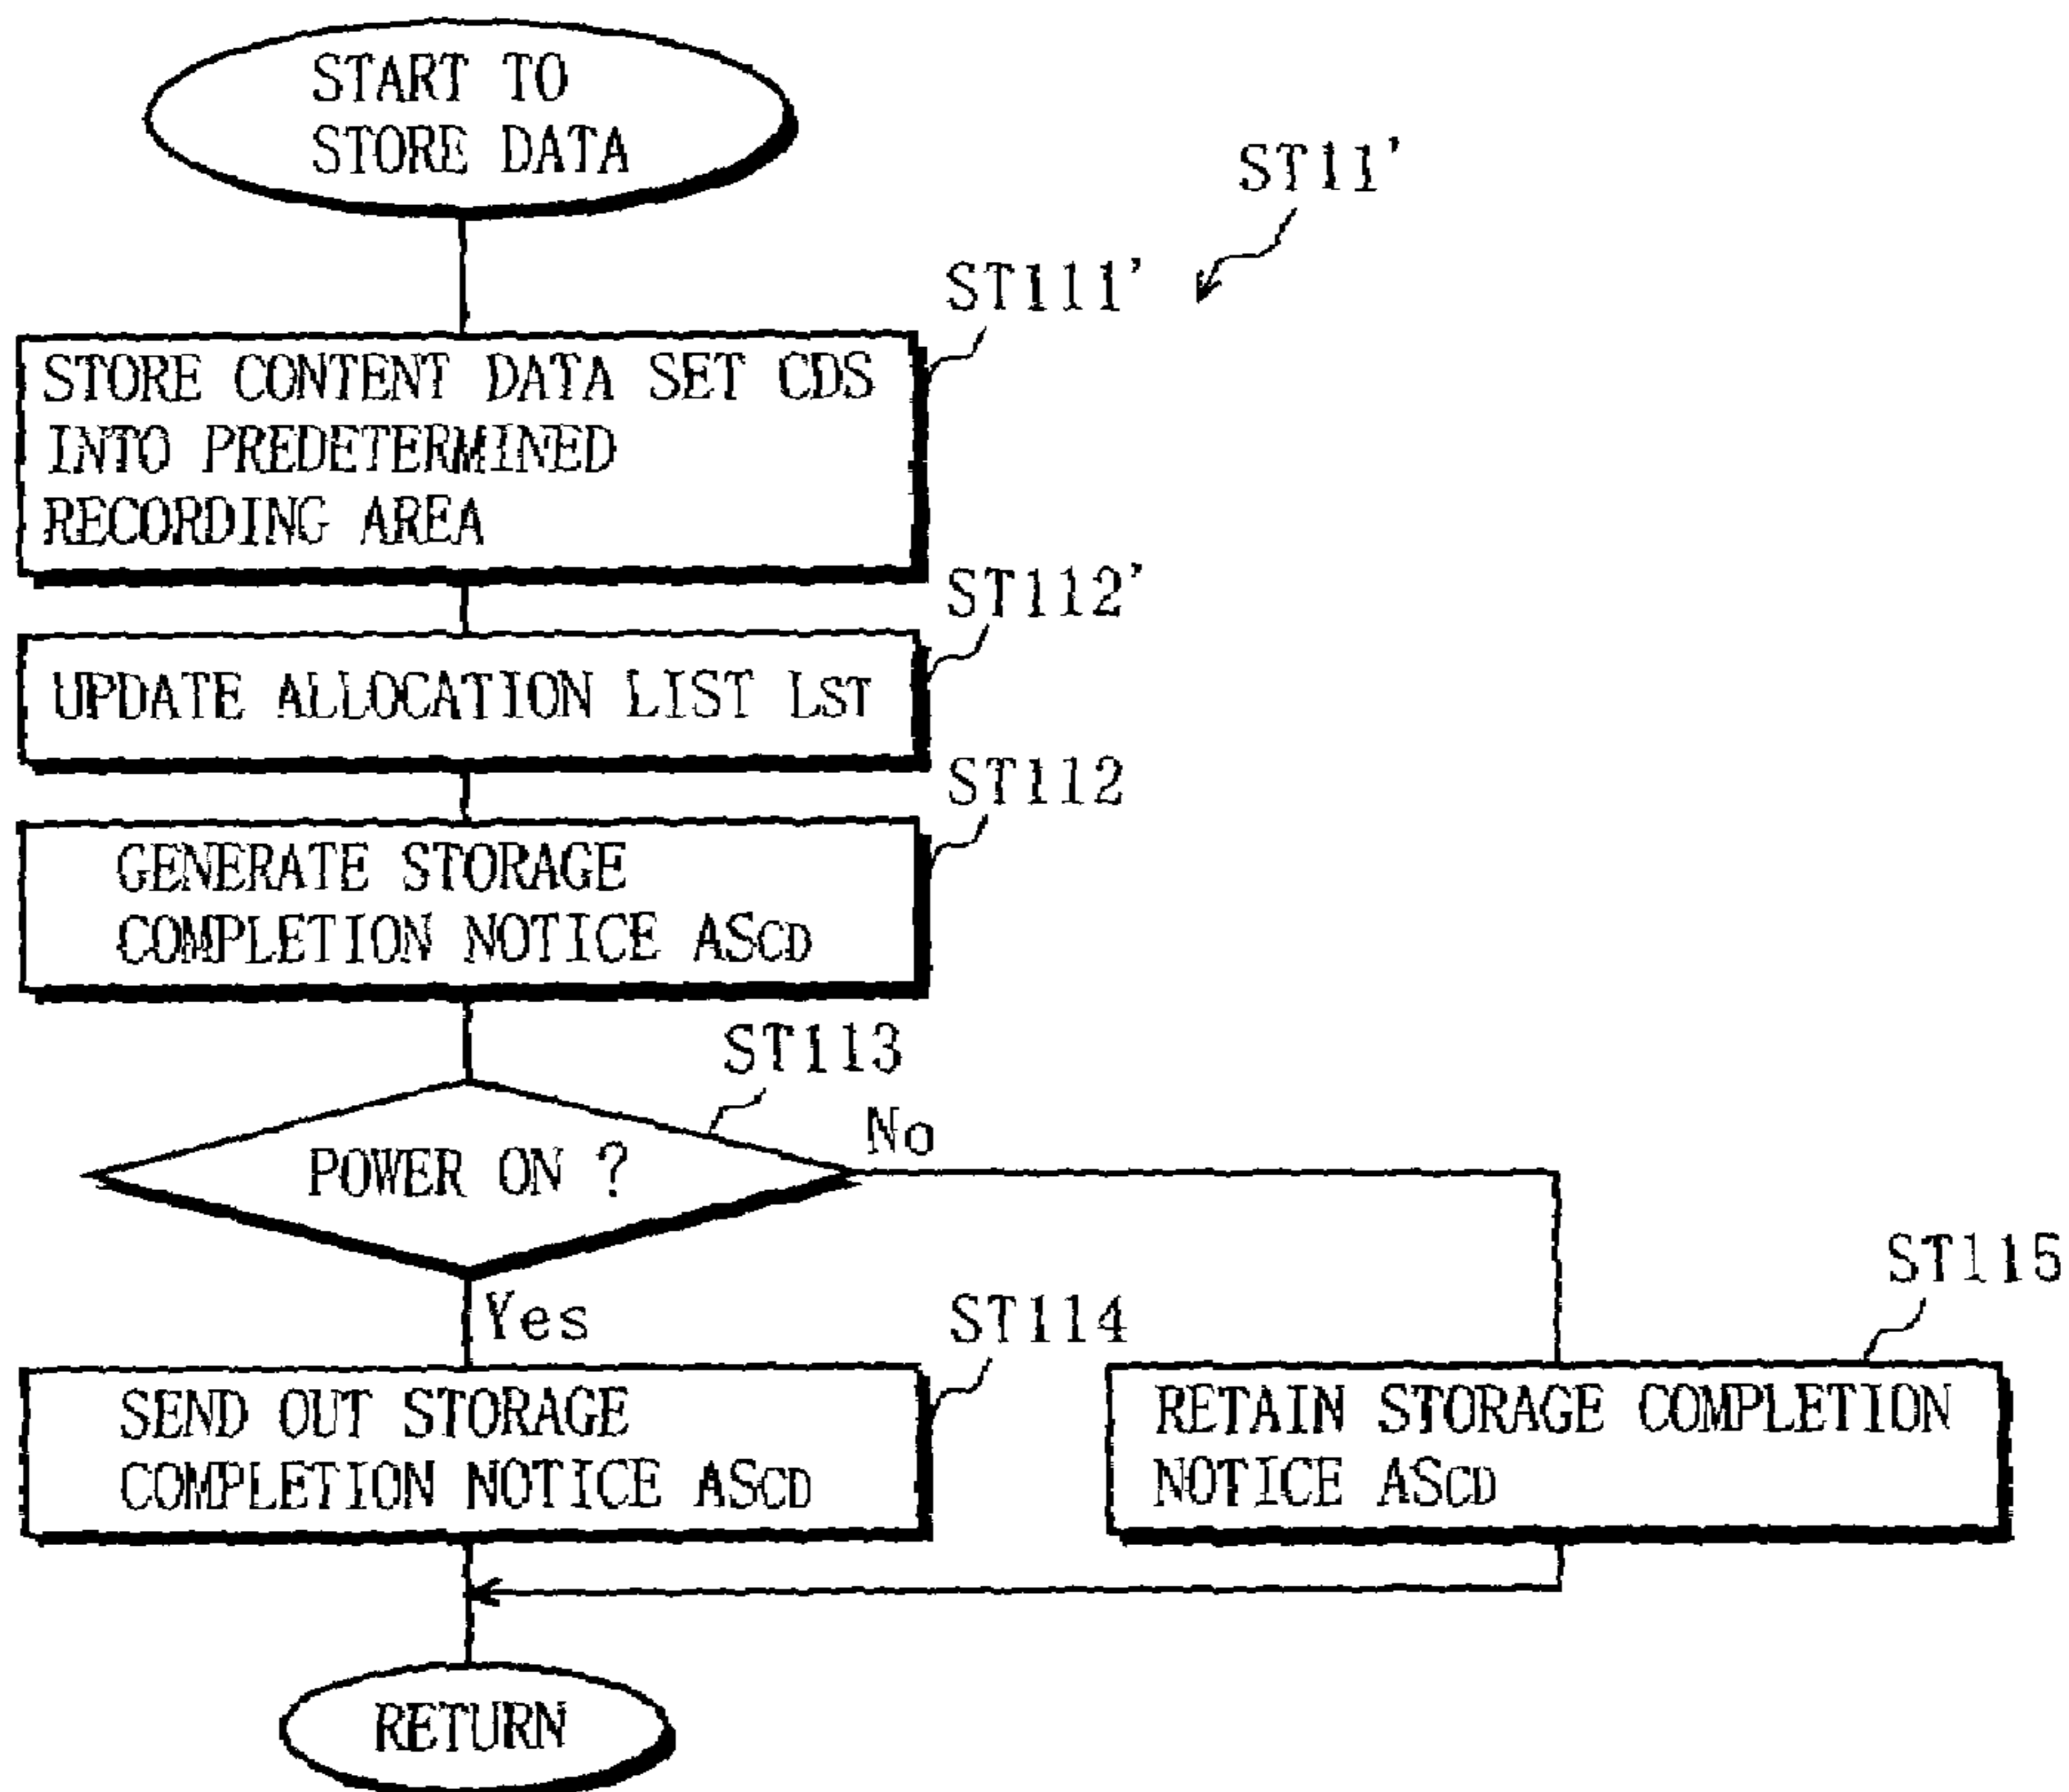 START TO
STORE DATA
ST11'
ST111'
STORE CONTENT DATA SET CDS
INTO PREDETERMINED
RECORDING AREA
ST112'
UPDATE ALLOCATION LIST LST
ST112
GENERATE STORAGE
COMPLETION NOTICE ASCD
ST113
POWER ON ?
No
Yes
ST114
SEND OUT STORAGE
COMPLETION NOTICE ASCD
ST115
RETAIN STORAGE COMPLETION
NOTICE ASCD
RETURN